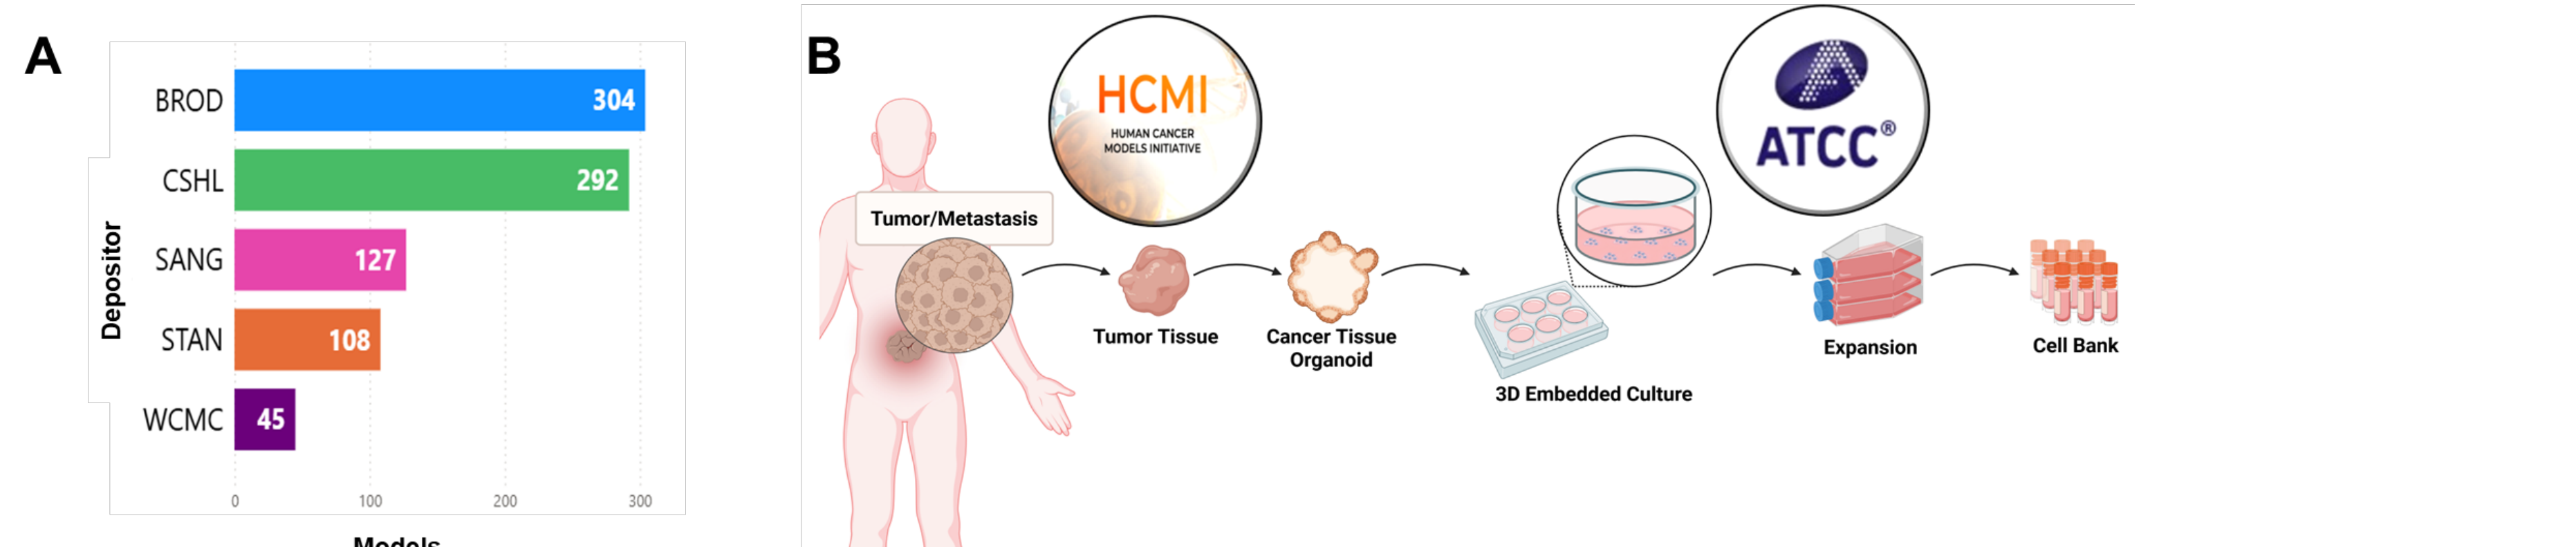 A
Depositor
BROD
304
CSHL
292
SANG
127
STAN
108
WCMC
45
0 100 200 300
Models
B
HCMI
HUMAN CANCER
MODELS INITIATIVE
ATCC®
Tumor/Metastasis
Tumor Tissue
Cancer Tissue
Organoid
3D Embedded Culture
Expansion
Cell Bank